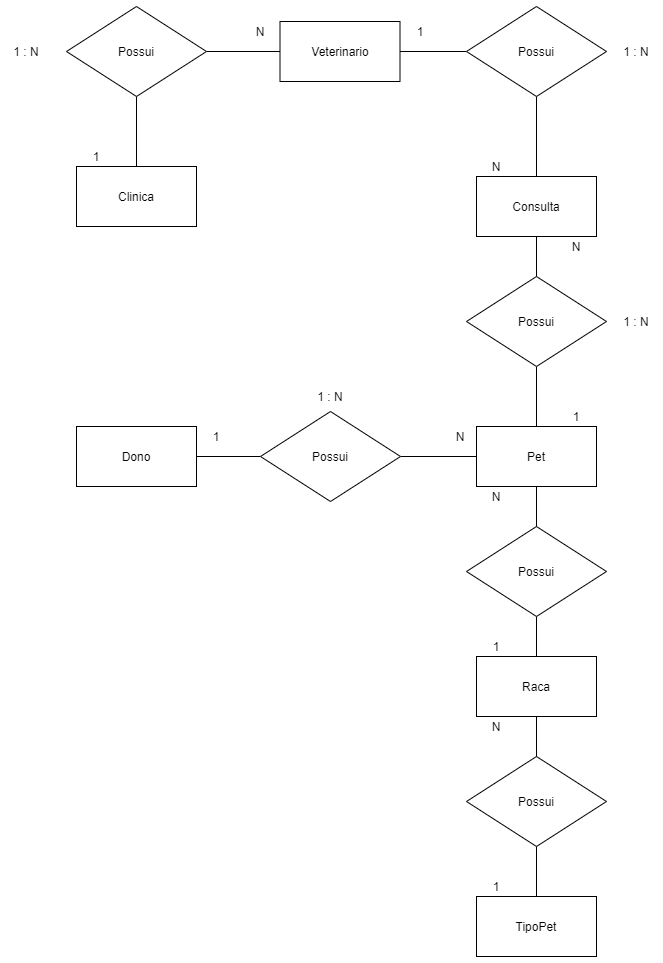 1 : N
Possui
N
Veterinario
1
Possui
1 : N
1
Clinica
N
Consulta
N
Possui
1 : N
1 : N
1
Dono
1
Possui
N
Pet
N
Possui
1
Raca
N
Possui
1
TipoPet